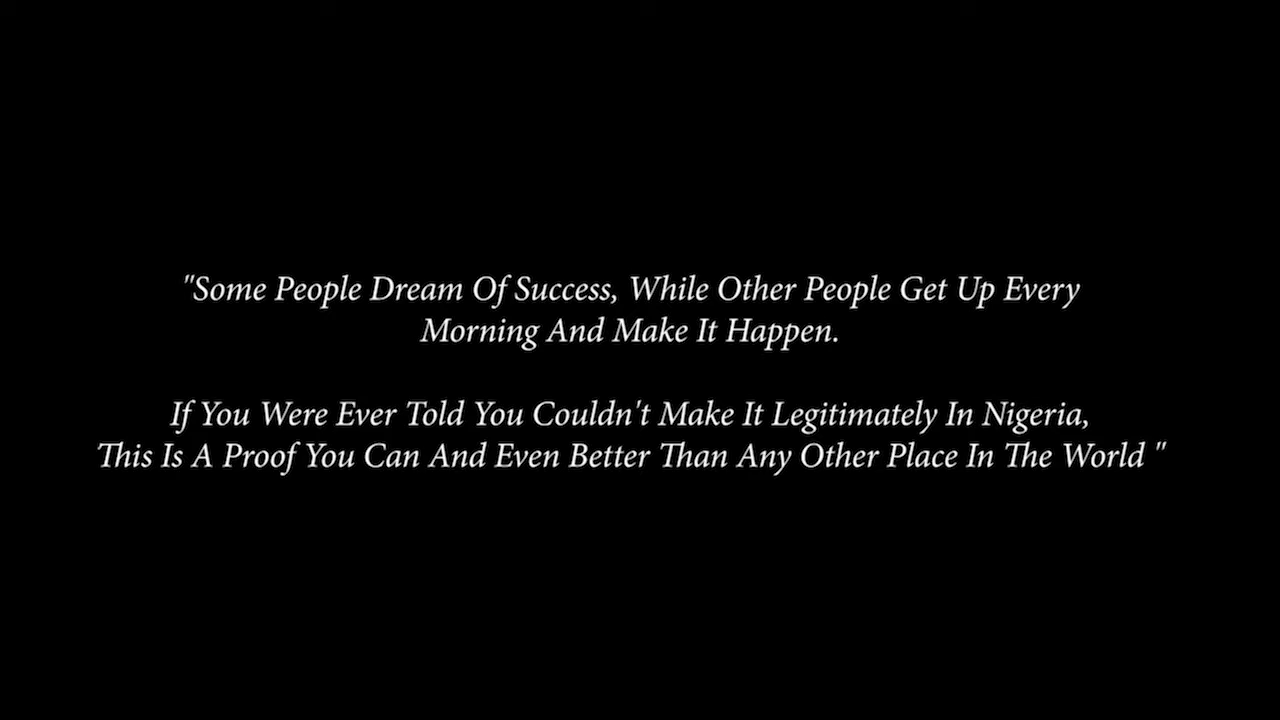 "Some People Dream Of Success, While Other People Get Up Every
Morning And Make It Happen.
If You Were Ever Told You Couldn't Make It Legitimately In Nigeria,
This Is A Proof You Can And Even Better Than Any Other Place In The World "